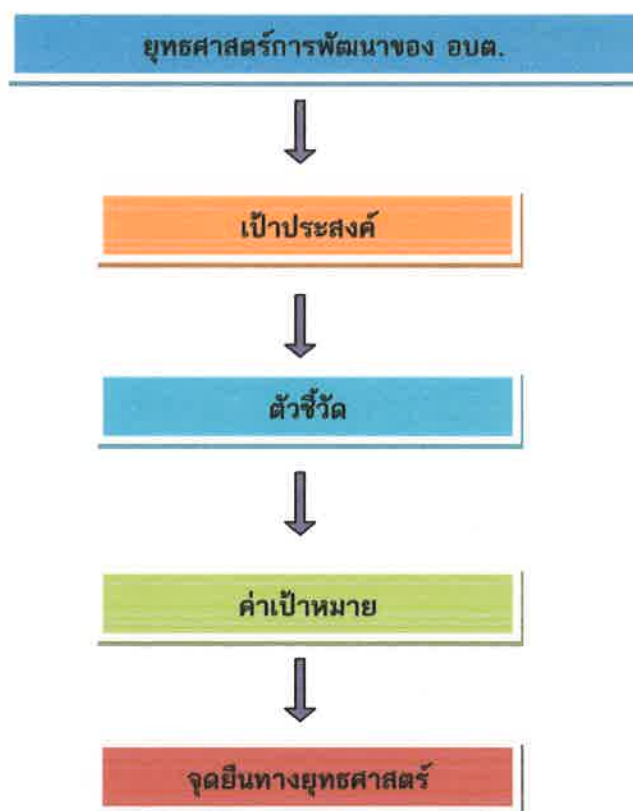 ยุทธศาสตร์การพัฒนาของ อบต.
เป้าประสงค์
ตัวชี้วัด
ค่าเป้าหมาย
จุดยืนทางยุทธศาสตร์